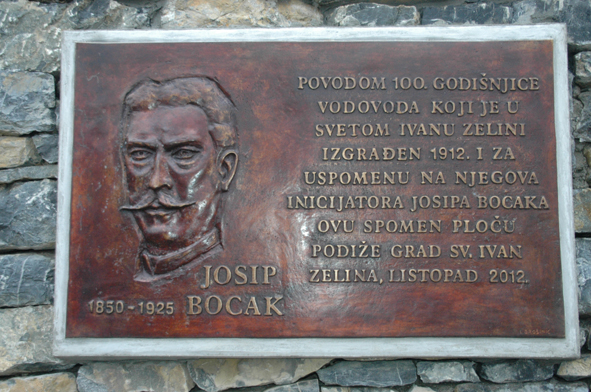 POVODOM 100. GODIŠNJICE
VODOVODA KOJI JE U
SVETOM IVANU ZELINI
IZGRAĐEN 1912. I ZA
USPOMENU NA NJEGOVA
INICIJATORA JOSIPA BOČAKA
OVU SPOMEN PLOČU
PODIŽE GRAD SV. IVAN
ZELINA, LISTOPAD 2012.
JOSIP
BOČAK
1850-1925